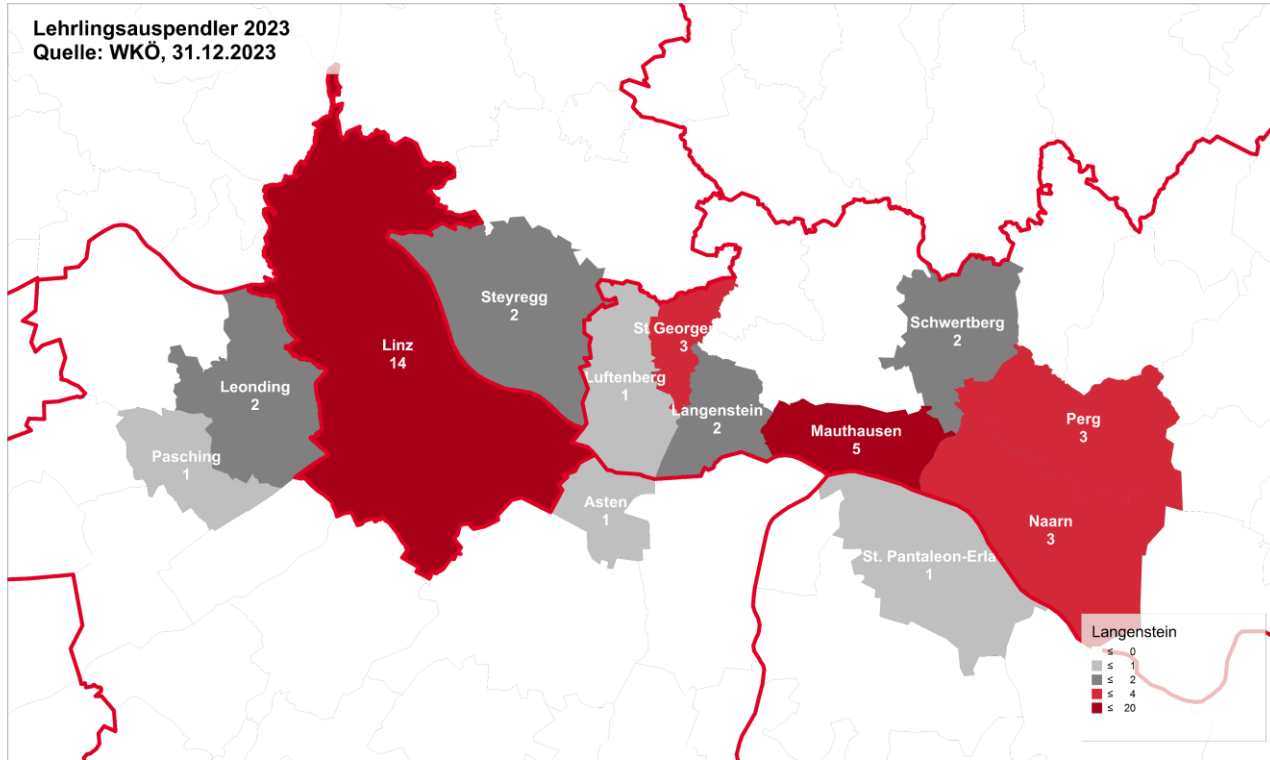 Lehrlingsauspendler 2023
Quelle: WKÖ, 31.12.2023
Steyregg
2
St. Georgen
3
Schwertberg
2
Linz
14
Leonding
2
Luftenberg
1
Langenstein
2
Mauthausen
5
Perg
3
Pasching
1
Asten
1
Naarn
3
St. Pantaleon-Erla
1
Langenstein
≤ 0
≤ 1
≤ 2
≤ 4
≤ 20